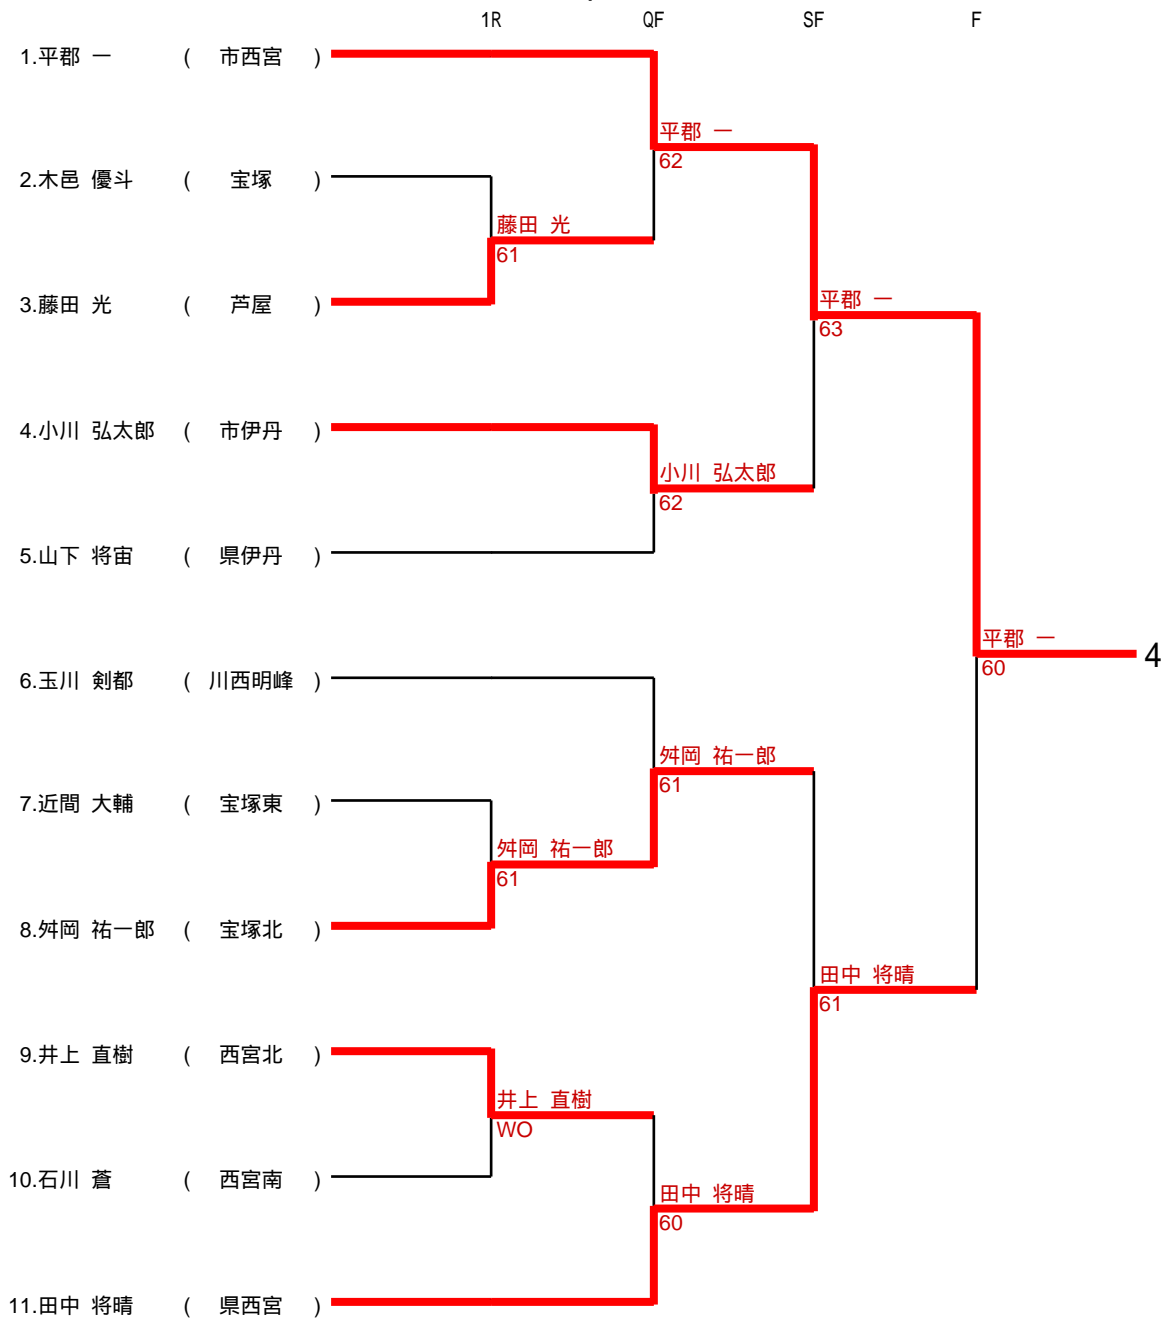 1R QF SF F
1.平郡 一 ( 市西宮 )
平郡 一
62
2.木邑 優斗 ( 宝塚 )
藤田 光
61
3.藤田 光 ( 芦屋 )
平郡 一
63
4.小川 弘太郎 ( 市伊丹 )
小川 弘太郎
62
5.山下 将宙 ( 県伊丹 )
平郡 一
60
4
6.玉川 剣都 ( 川西明峰 )
舛岡 祐一郎
61
7.近間 大輔 ( 宝塚東 )
舛岡 祐一郎
61
8.舛岡 祐一郎 ( 宝塚北 )
田中 将晴
61
9.井上 直樹 ( 西宮北 )
井上 直樹
WO
10.石川 蒼 ( 西宮南 )
田中 将晴
60
11.田中 将晴 ( 県西宮 )